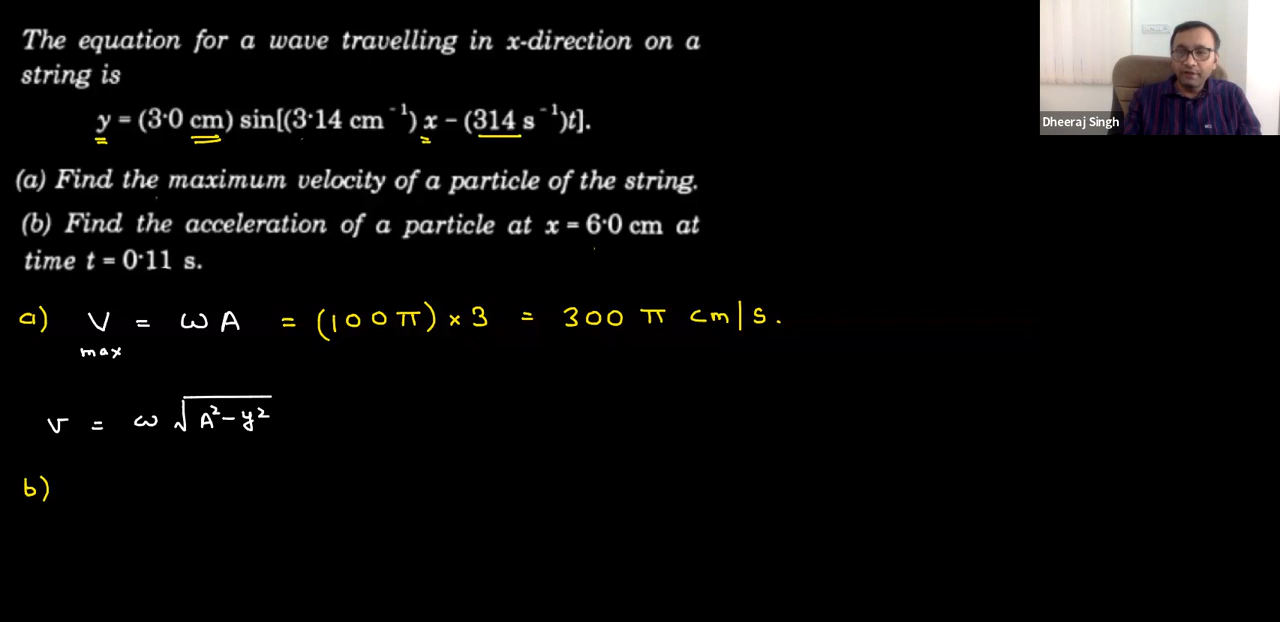 The equation for a wave travelling in x-direction on a
string is
y = (3·0 cm) sin[(3·14 cm⁻¹) x − (314 s⁻¹)t].
(a) Find the maximum velocity of a particle of the string.
(b) Find the acceleration of a particle at x = 6·0 cm at
time t = 0·11 s.
a) V max = ωA = (100π) × 3 = 300 π cm/s.
v = ω √(A² − y²)
b)
Dheeraj Singh